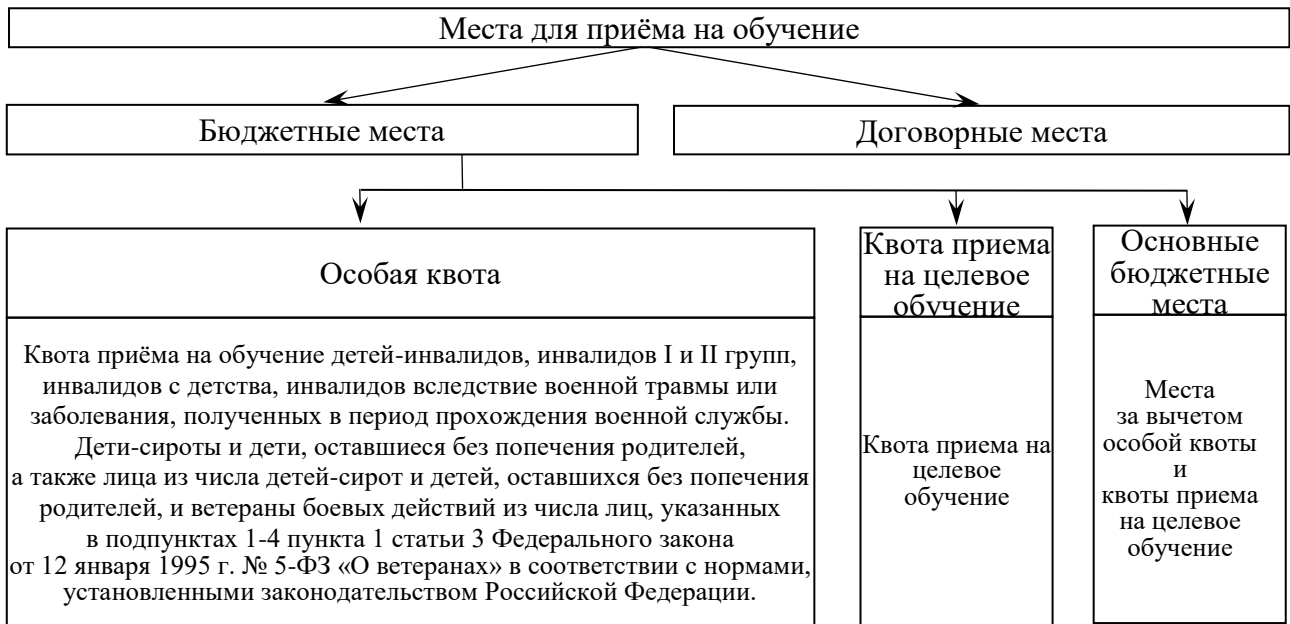 Места для приёма на обучение
Бюджетные места
Договорные места
Особая квота
Квота приёма на обучение детей-инвалидов, инвалидов I и II групп,
инвалидов с детства, инвалидов вследствие военной травмы или
заболевания, полученных в период прохождения военной службы.
Дети-сироты и дети, оставшиеся без попечения родителей,
а также лица из числа детей-сирот и детей, оставшихся без попечения
родителей, и ветераны боевых действий из числа лиц, указанных
в подпунктах 1-4 пункта 1 статьи 3 Федерального закона
от 12 января 1995 г. № 5-ФЗ «О ветеранах» в соответствии с нормами,
установленными законодательством Российской Федерации.
Квота приема
на целевое
обучение
Квота приема на
целевое
обучение
Основные
бюджетные
места
Места
за вычетом
особой квоты
и
квоты приема
на целевое
обучение